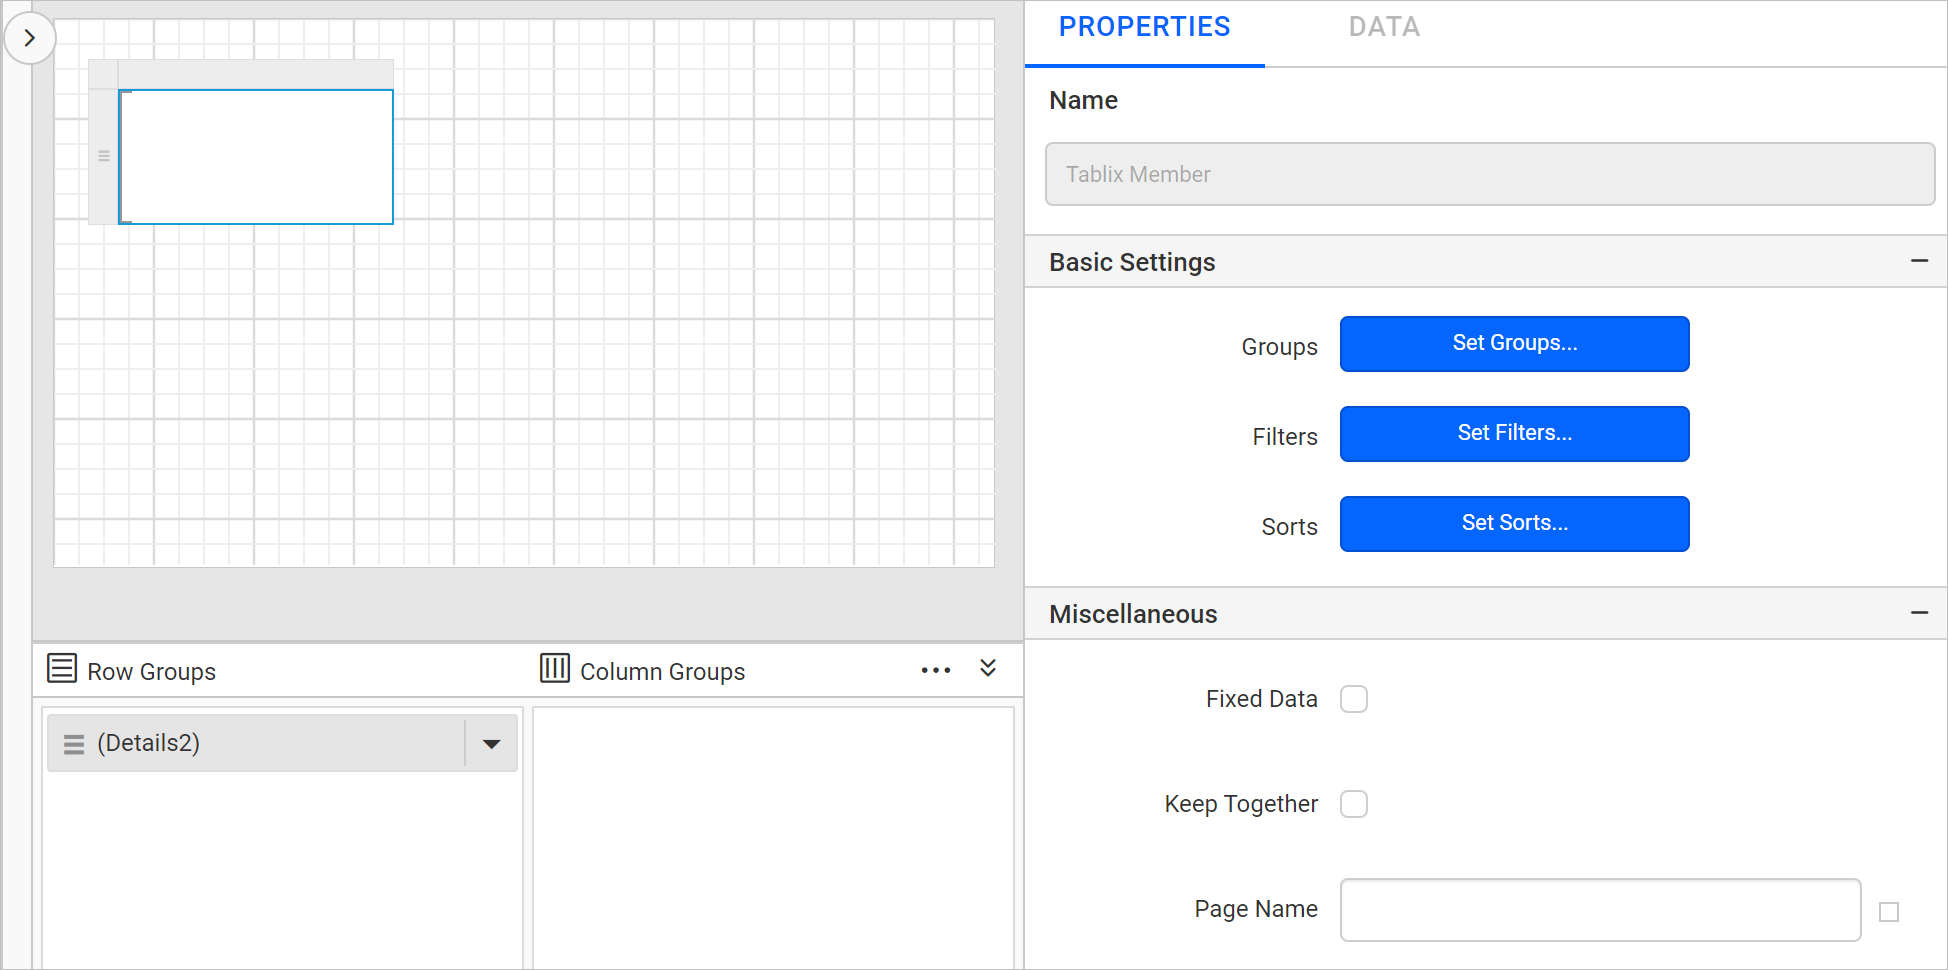 PROPERTIES DATA
Name
Tablix Member
Basic Settings
Groups Set Groups...
Filters Set Filters...
Sorts Set Sorts...
Miscellaneous
Fixed Data
Keep Together
Page Name
Row Groups Column Groups
(Details2)